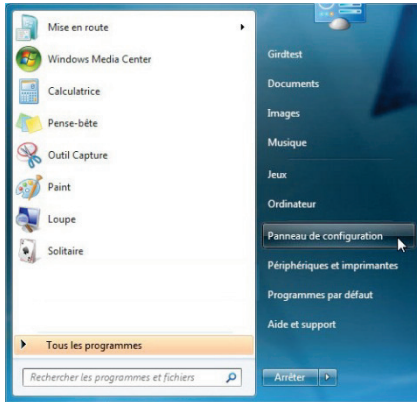 Mise en route
Windows Media Center
Calculatrice
Pense-bête
Outil Capture
Paint
Loupe
Solitaire
Tous les programmes
Rechercher les programmes et fichiers
Girdtest
Documents
Images
Musique
Jeux
Ordinateur
Panneau de configuration
Périphériques et imprimantes
Programmes par défaut
Aide et support
Arrêter